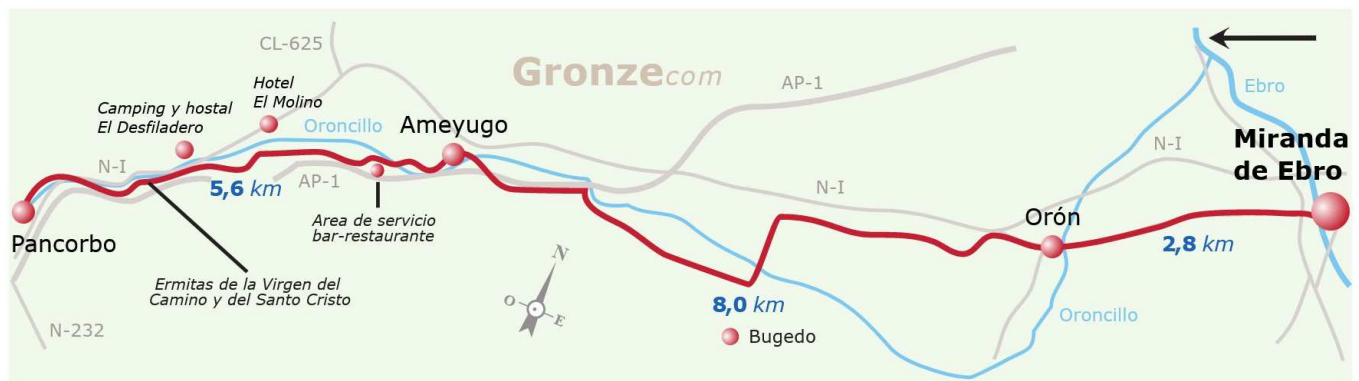 CL-625
Gronze.com
Hotel
El Molino
AP-1
Ebro
Camping y hostal
El Desfiladero
Oroncillo
Ameyugo
Miranda
de Ebro
N-I
N-I
5,6 km
AP-1
N-I
Orón
Area de servicio
bar-restaurante
2,8 km
Pancorbo
Ermitas de la Virgen del
Camino y del Santo Cristo
N
O
E
8,0 km
Oroncillo
N-232
Bugedo